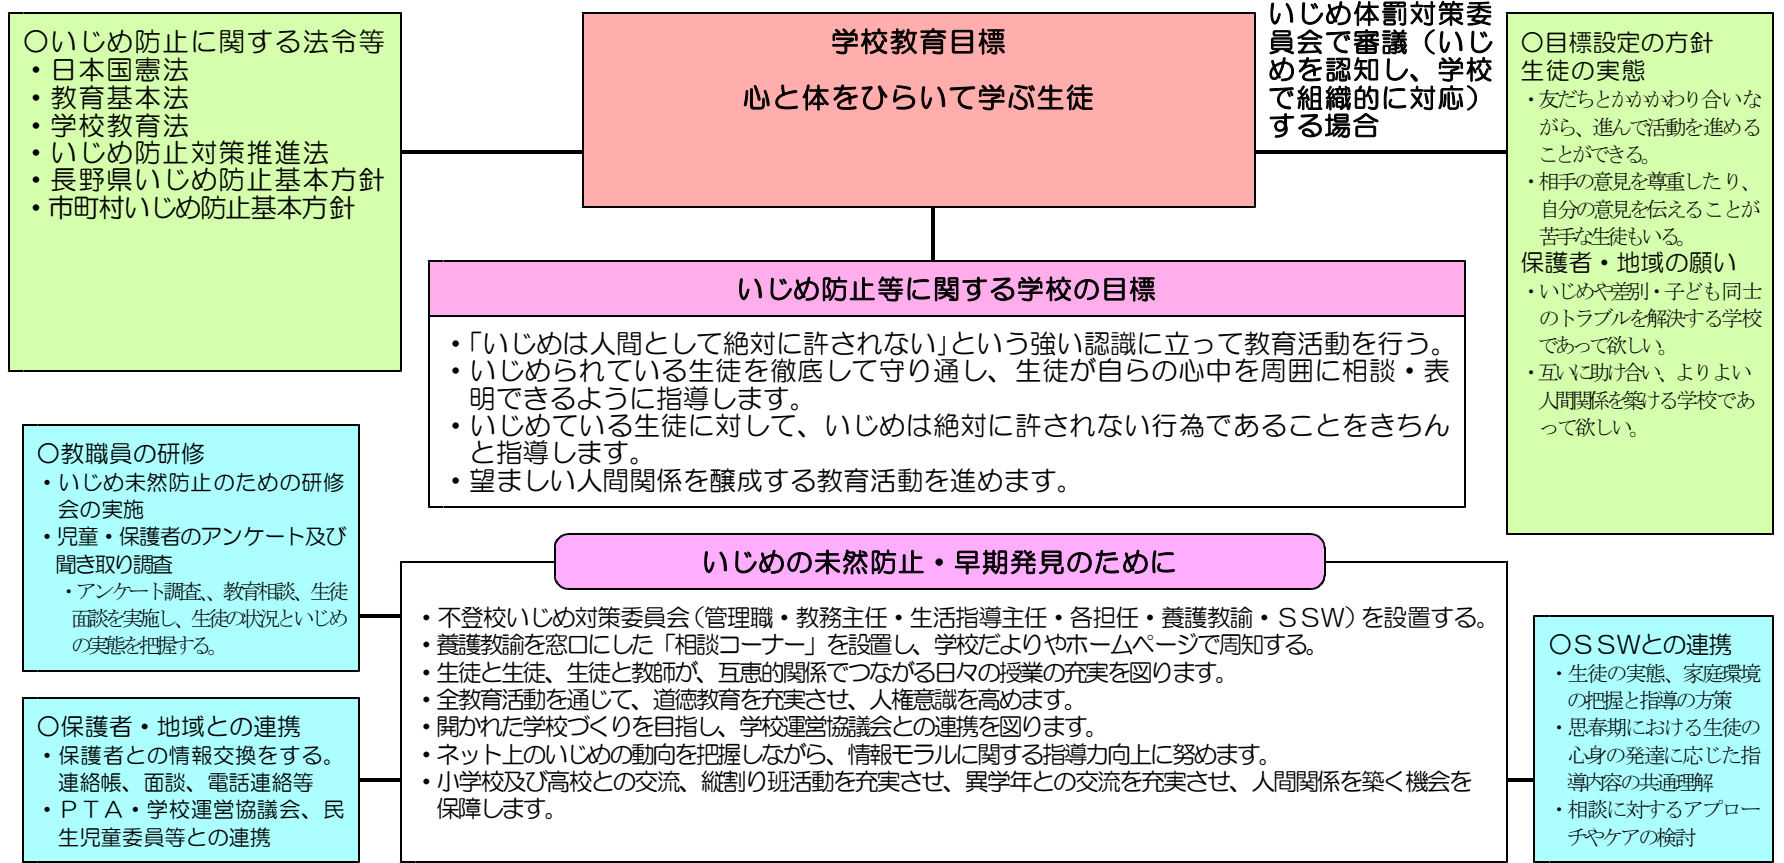 〇いじめ防止に関する法令等
・日本国憲法
・教育基本法
・学校教育法
・いじめ防止対策推進法
・長野県いじめ防止基本方針
・市町村いじめ防止基本方針
学校教育目標
心と体をひらいて学ぶ生徒
いじめ体罰対策委
員会で審議（いじ
めを認知し、学校
で組織的に対応）
する場合
〇目標設定の方針
生徒の実態
・友だちとかかかわり合いな
がら、進んで活動を進める
ことができる。
・相手の意見を尊重したり、
自分の意見を伝えることが
苦手な生徒もいる。
保護者・地域の願い
・いじめや差別・子ども同士
のトラブルを解決する学校
であって欲しい。
・互いに助け合い、よりよい
人間関係を築ける学校であ
って欲しい。
いじめ防止等に関する学校の目標
・「いじめは人間として絶対に許されない」という強い認識に立って教育活動を行う。
・いじめられている生徒を徹底して守り通し、生徒が自らの心中を周囲に相談・表
明できるように指導します。
・いじめている生徒に対して、いじめは絶対に許されない行為であることをきちん
と指導します。
・望ましい人間関係を醸成する教育活動を進めます。
〇教職員の研修
・いじめ未然防止のための研修
会の実施
・児童・保護者のアンケート及び
聞き取り調査
・アンケート調査、、教育相談、生徒
面談を実施し、生徒の状況といじめ
の実態を把握する。
〇保護者・地域との連携
・保護者との情報交換をする。
連絡帳、面談、電話連絡等
・ＰＴＡ・学校運営協議会、民
生児童委員等との連携
いじめの未然防止・早期発見のために
・不登校いじめ対策委員会（管理職・教務主任・生活指導主任・各担任・養護教諭・ＳＳＷ）を設置する。
・養護教諭を窓口にした「相談コーナー」を設置し、学校だよりやホームページで周知する。
・生徒と生徒、生徒と教師が、互恵的関係でつながる日々の授業の充実を図ります。
・全教育活動を通じて、道徳教育を充実させ、人権意識を高めます。
・開かれた学校づくりを目指し、学校運営協議会との連携を図ります。
・ネット上のいじめの動向を把握しながら、情報モラルに関する指導力向上に努めます。
・小学校及び高校との交流、縦割り班活動を充実させ、異学年との交流を充実させ、人間関係を築く機会を
保障します。
〇ＳＳＷとの連携
・生徒の実態、家庭環境
の把握と指導の方策
・思春期における生徒の
心身の発達に応じた指
導内容の共通理解
・相談に対するアプロー
チやケアの検討